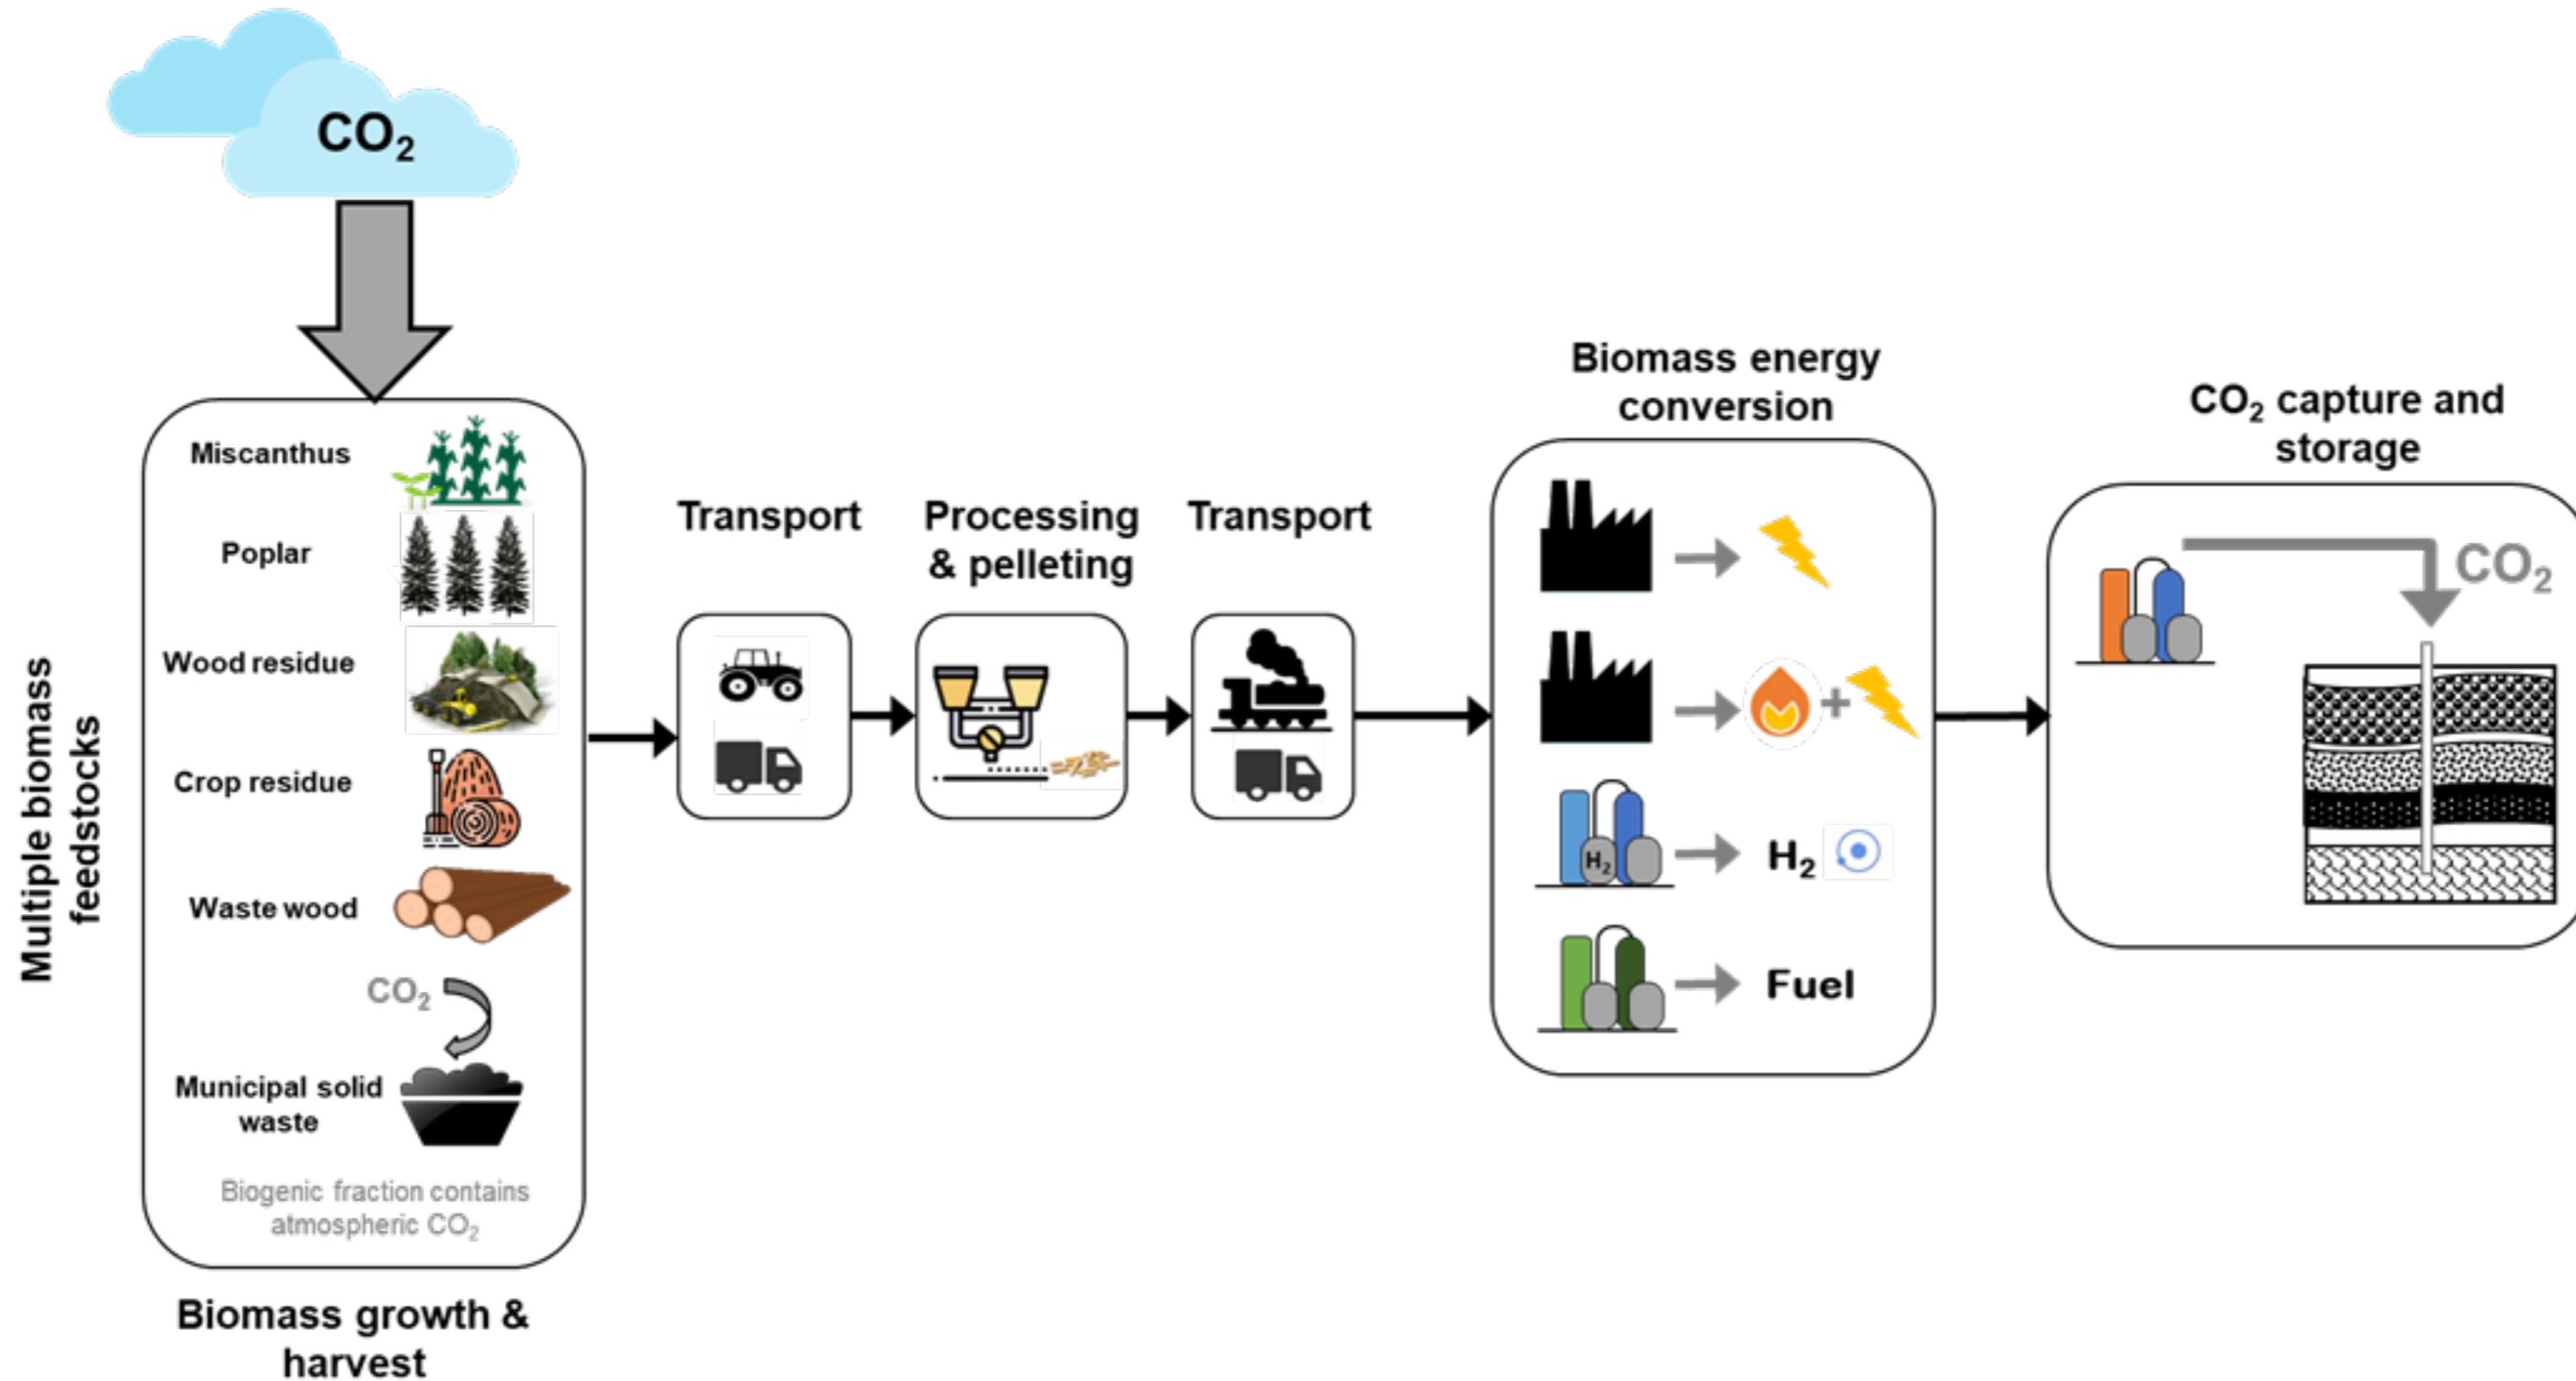 CO₂
Multiple biomass
feedstocks
Miscanthus
Poplar
Wood residue
Crop residue
Waste wood
CO₂
Municipal solid
waste
Biogenic fraction contains
atmospheric CO₂
Biomass growth &
harvest
Transport
Processing
& pelleting
Transport
Biomass energy
conversion
+
H₂
H₂
Fuel
CO₂ capture and
storage
CO₂